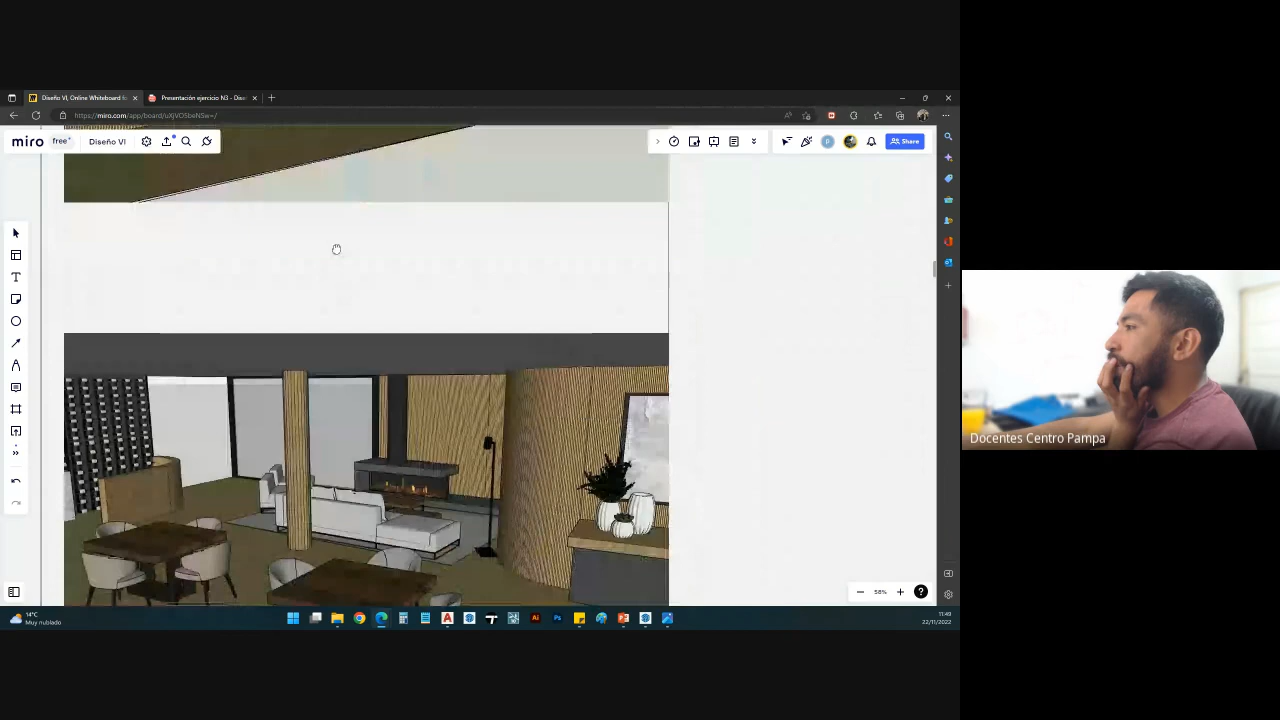 Diseño VI, Online Whiteboard fo
Presentación ejercicio N3 - Dise
https://miro.com/app/board/uXjVOSbeNSw=/
miro
free
Diseño VI
Share
Docentes Centro Pampa
58%
14°C
Muy nublado
11:49
22/11/2022